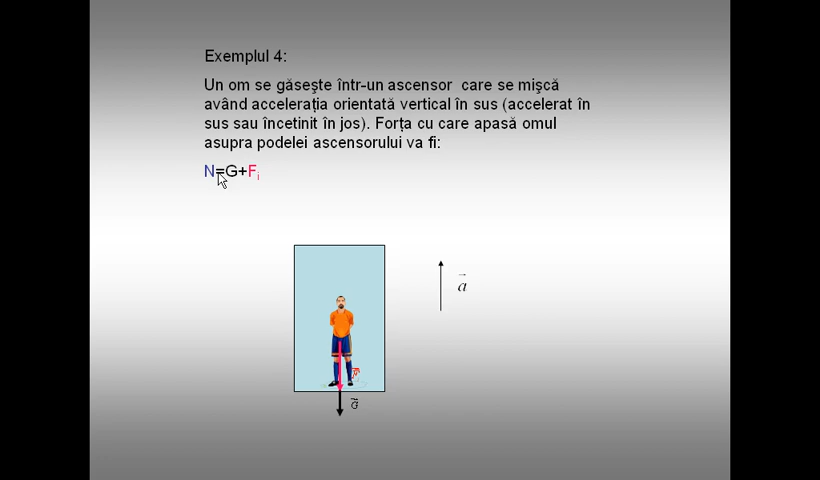 Exemplul 4:
Un om se găseşte într-un ascensor care se mişcă
având acceleraţia orientată vertical în sus (accelerat în
sus sau încetinit în jos). Forţa cu care apasă omul
asupra podelei ascensorului va fi:
N=G+Fi
a
G